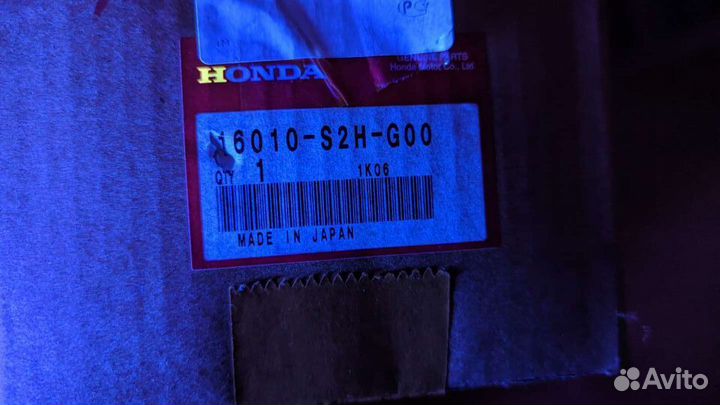 HONDA
GENUINE PARTS
Honda Motor Co., Ltd.
16010-S2H-G00
QTY 1 1K06
MADE IN JAPAN
Avito